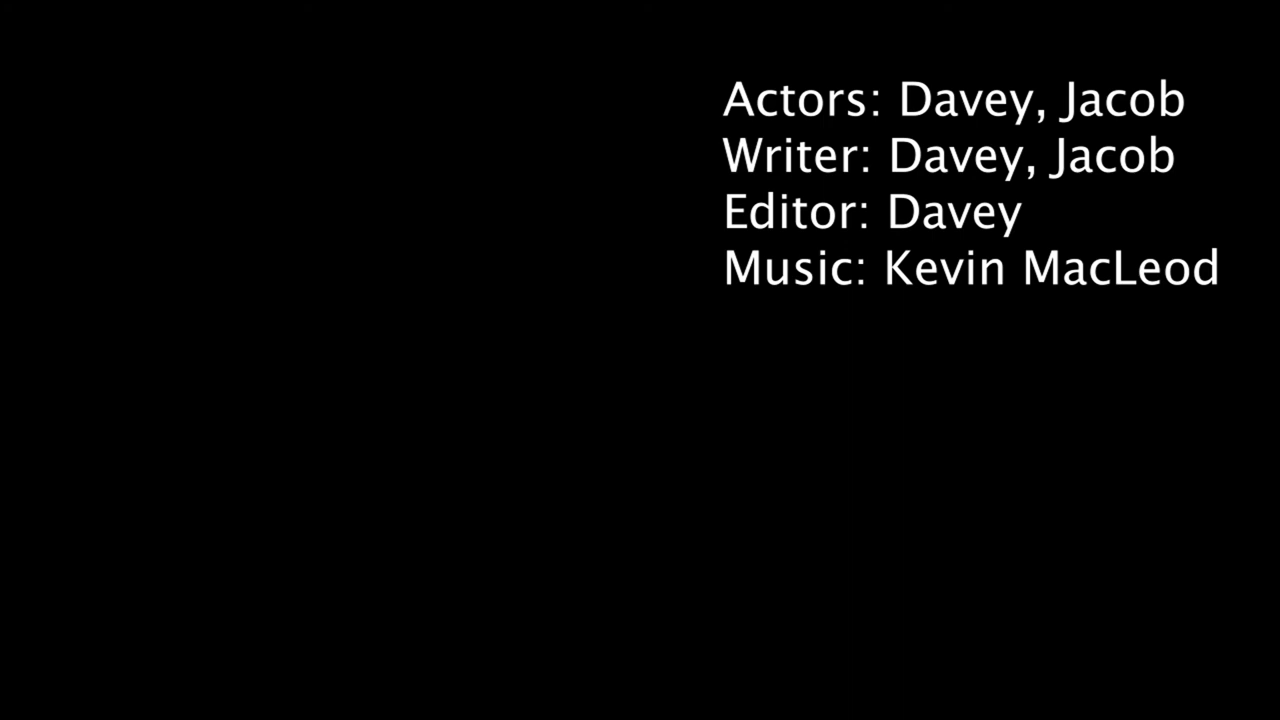 Actors: Davey, Jacob
Writer: Davey, Jacob
Editor: Davey
Music: Kevin MacLeod